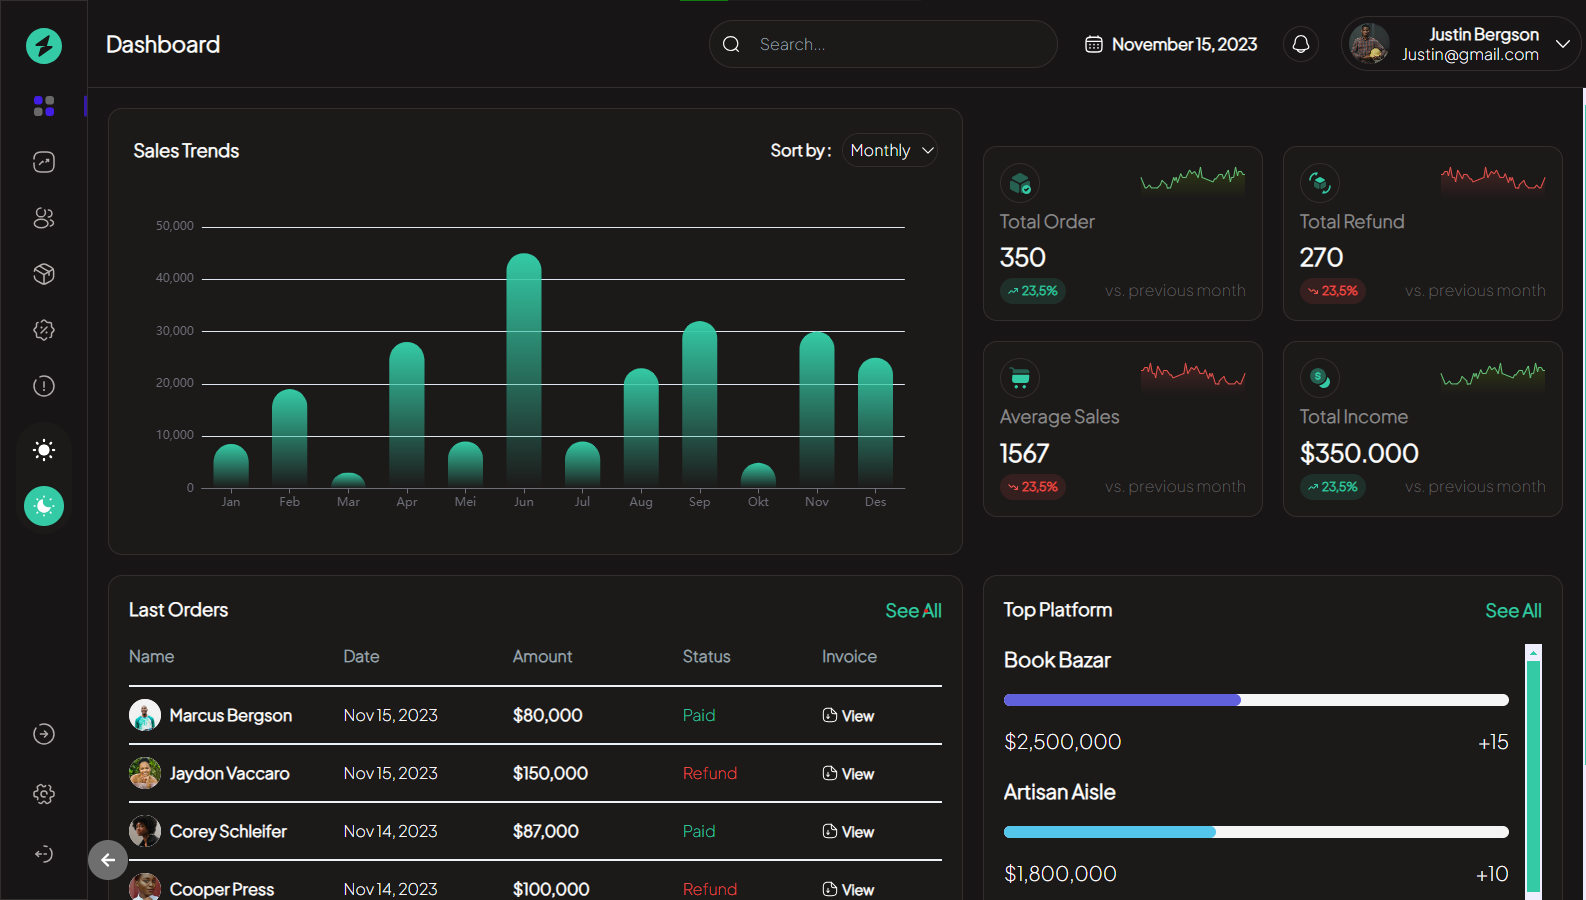 Dashboard
Search...
November 15, 2023
Justin Bergson
Justin@gmail.com
Sales Trends
Sort by :
Monthly
50,000
40,000
30,000
20,000
10,000
0
Jan
Feb
Mar
Apr
Mei
Jun
Jul
Aug
Sep
Okt
Nov
Des
Total Order
350
23,5%
vs. previous month
Total Refund
270
23,5%
vs. previous month
Average Sales
1567
23,5%
vs. previous month
Total Income
$350.000
23,5%
vs. previous month
Last Orders
See All
Name Date Amount Status Invoice
Marcus Bergson Nov 15, 2023 $80,000 Paid View
Jaydon Vaccaro Nov 15, 2023 $150,000 Refund View
Corey Schleifer Nov 14, 2023 $87,000 Paid View
Cooper Press Nov 14, 2023 $100,000 Refund View
Top Platform
See All
Book Bazar
$2,500,000 +15
Artisan Aisle
$1,800,000 +10